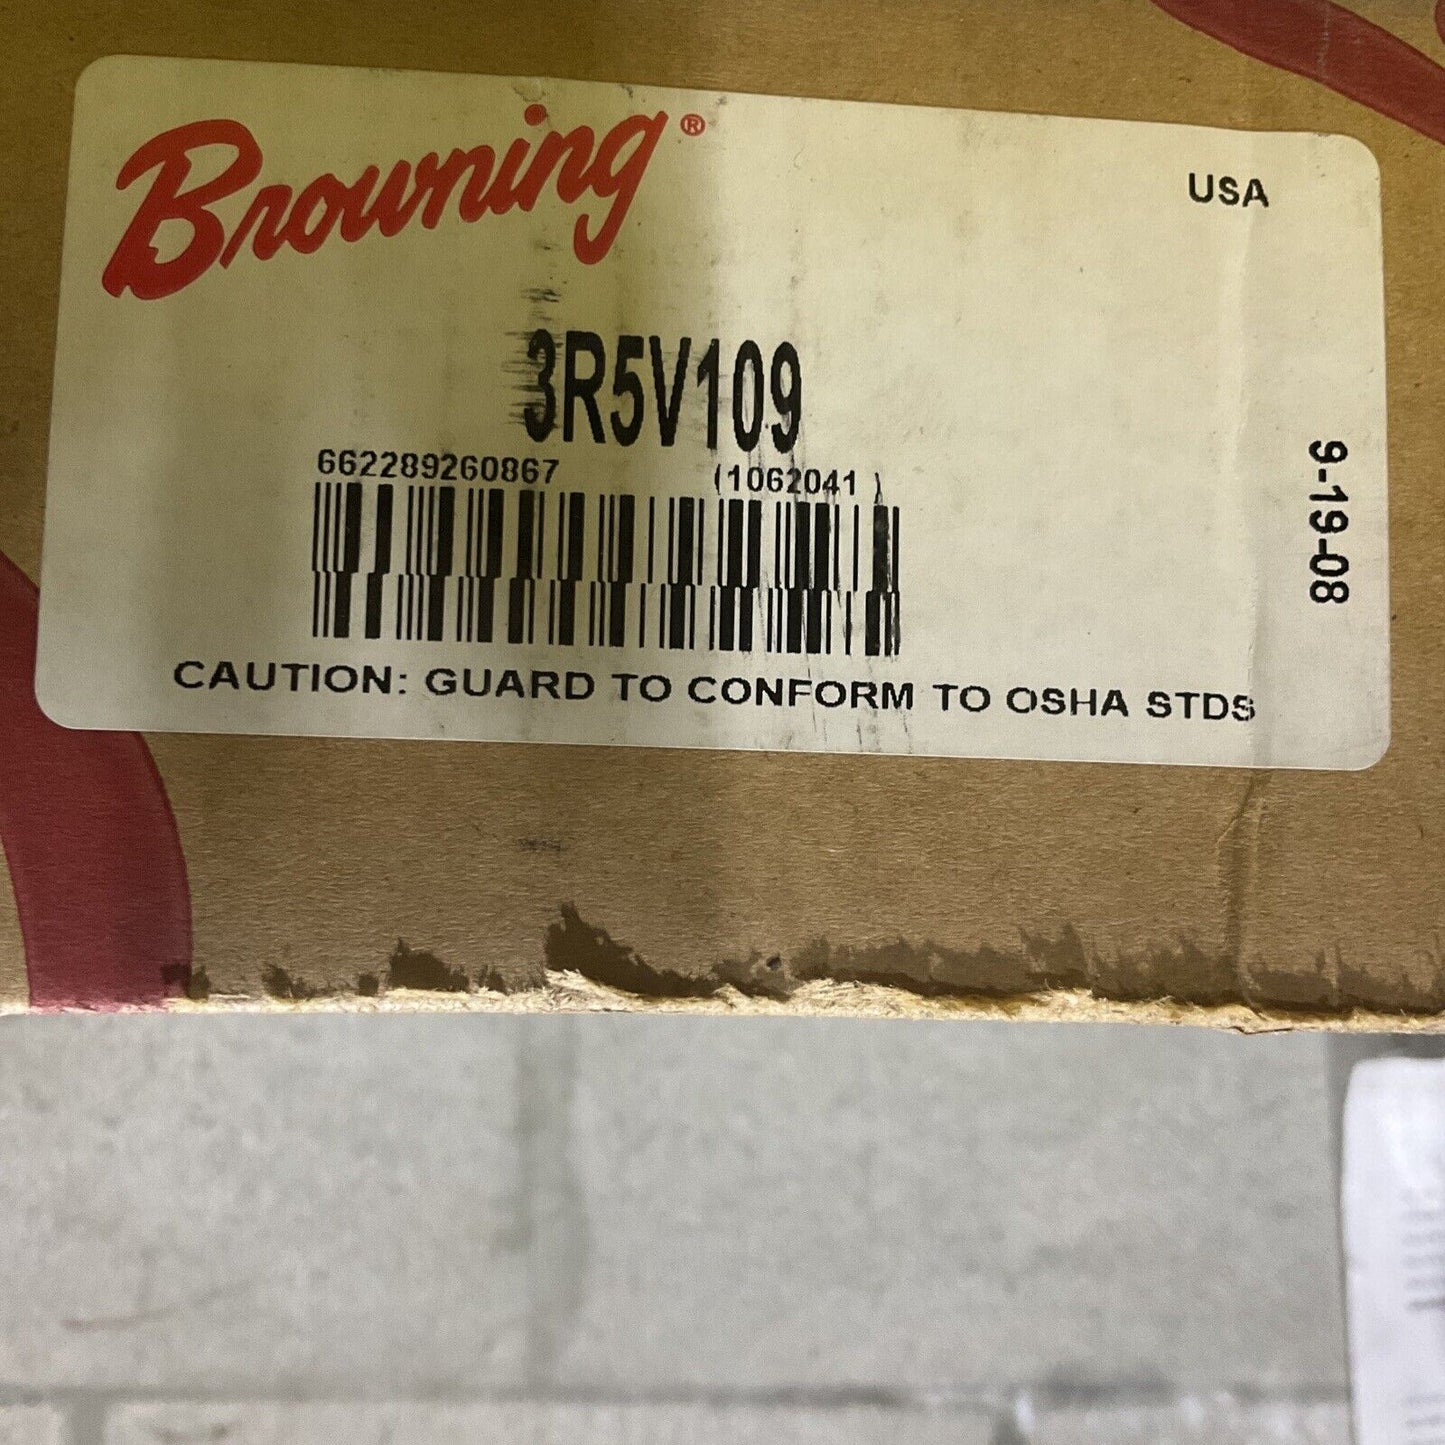 Browning®
USA
3R5V109
662289260867 (1062041 )
9-19-08
CAUTION: GUARD TO CONFORM TO OSHA STDS